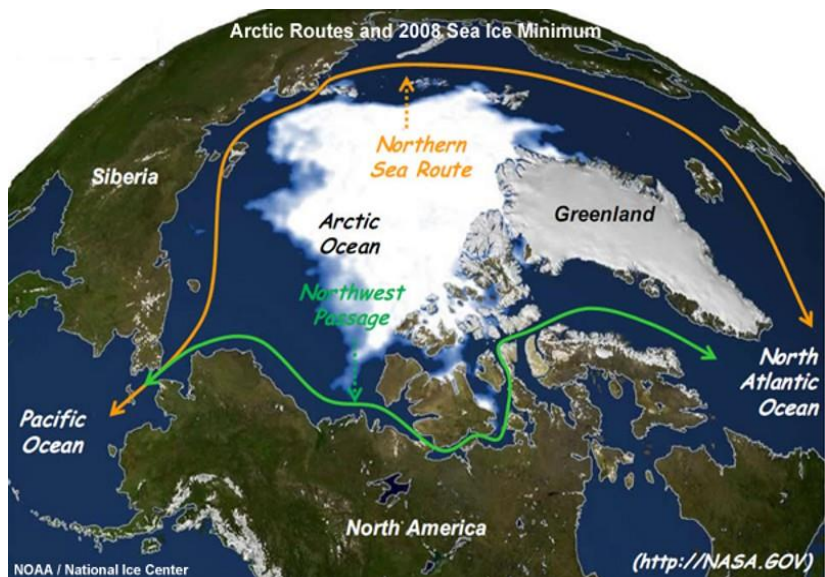 Arctic Routes and 2008 Sea Ice Minimum
Northern
Sea Route
Siberia
Greenland
Arctic
Ocean
Northwest
Passage
North
Atlantic
Ocean
Pacific
Ocean
North America
NOAA / National Ice Center
(http://NASA.GOV)